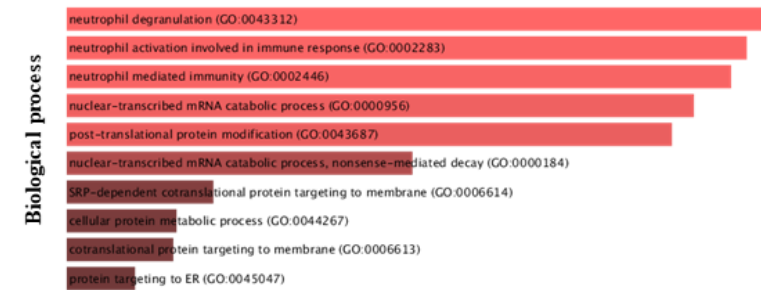 Biological process
neutrophil degranulation (GO:0043312)
neutrophil activation involved in immune response (GO:0002283)
neutrophil mediated immunity (GO:0002446)
nuclear-transcribed mRNA catabolic process (GO:0000956)
post-translational protein modification (GO:0043687)
nuclear-transcribed mRNA catabolic process, nonsense-mediated decay (GO:0000184)
SRP-dependent cotranslational protein targeting to membrane (GO:0006614)
cellular protein metabolic process (GO:0044267)
cotranslational protein targeting to membrane (GO:0006613)
protein targeting to ER (GO:0045047)